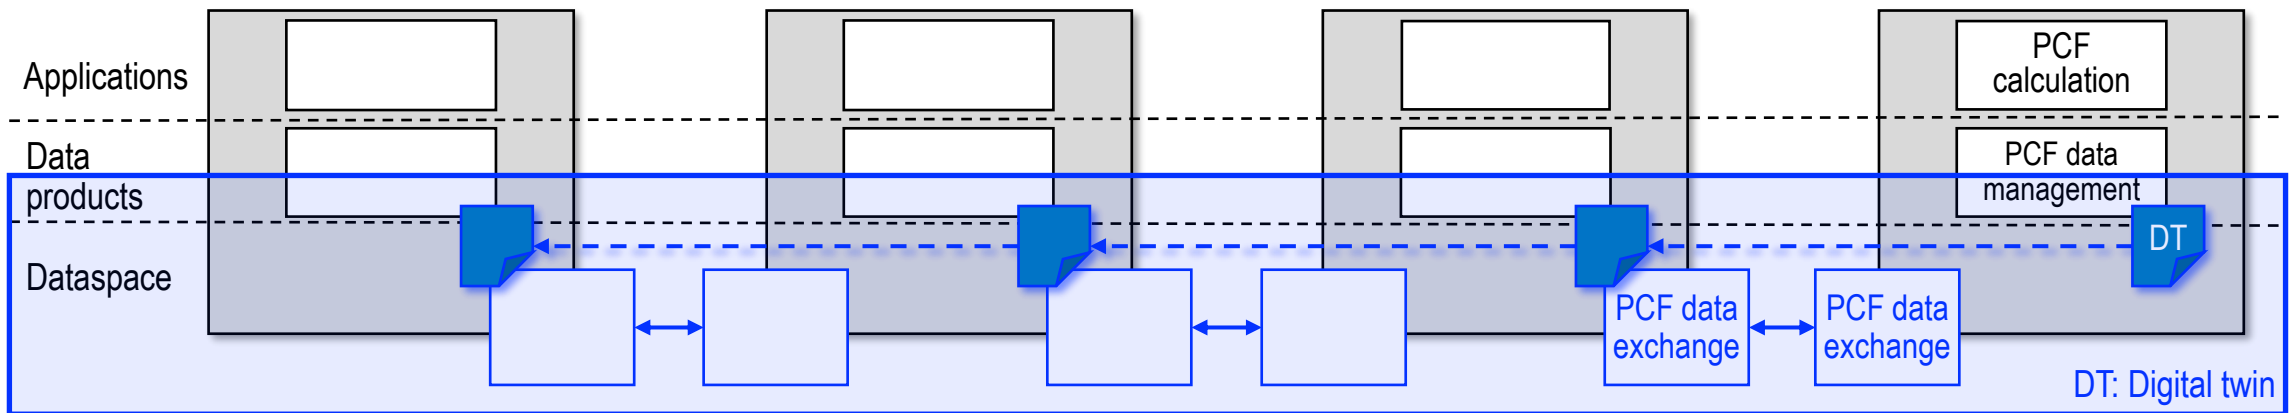 Applications
PCF
calculation
Data
products
PCF data
management
Dataspace
DT
PCF data
exchange
PCF data
exchange
DT: Digital twin